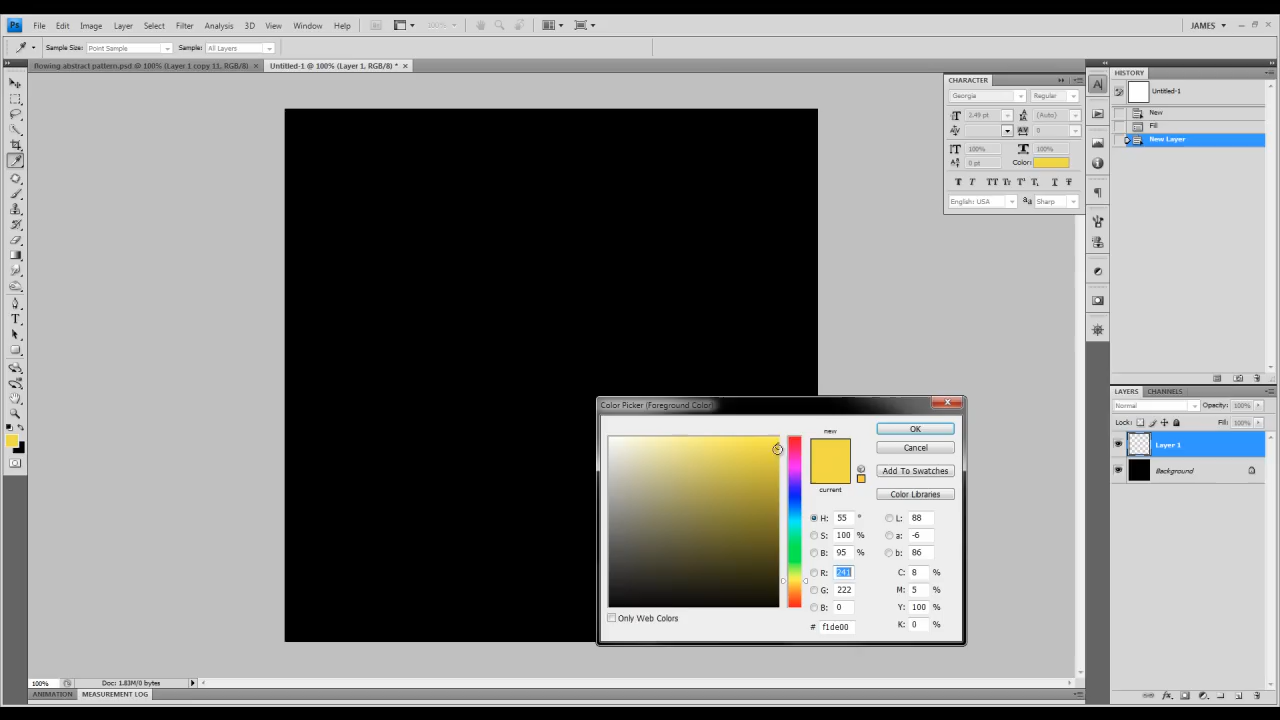 Ps File Edit Image Layer Select Filter Analysis 3D View Window Help 100% JAMES
Sample Size: Point Sample Sample: All Layers
flowing abstract pattern.psd @ 100% (Layer 1 copy 11, RGB/8) × Untitled-1 @ 100% (Layer 1, RGB/8) * ×
CHARACTER
Georgia Regular
2.49 pt (Auto)
0
100% 100%
0 pt Color:
English: USA Sharp
HISTORY
Untitled-1
New
Fill
New Layer
LAYERS CHANNELS
Normal Opacity: 100%
Lock: Fill: 100%
Layer 1
Background
Color Picker (Foreground Color)
new
current
OK
Cancel
Add To Swatches
Color Libraries
H: 55 ° L: 88
S: 100 % a: -6
B: 95 % b: 86
R: 241 C: 8 %
G: 222 M: 5 %
B: 0 Y: 100 %
# f1de00 K: 0 %
Only Web Colors
100% Doc: 1.83M/0 bytes
ANIMATION MEASUREMENT LOG